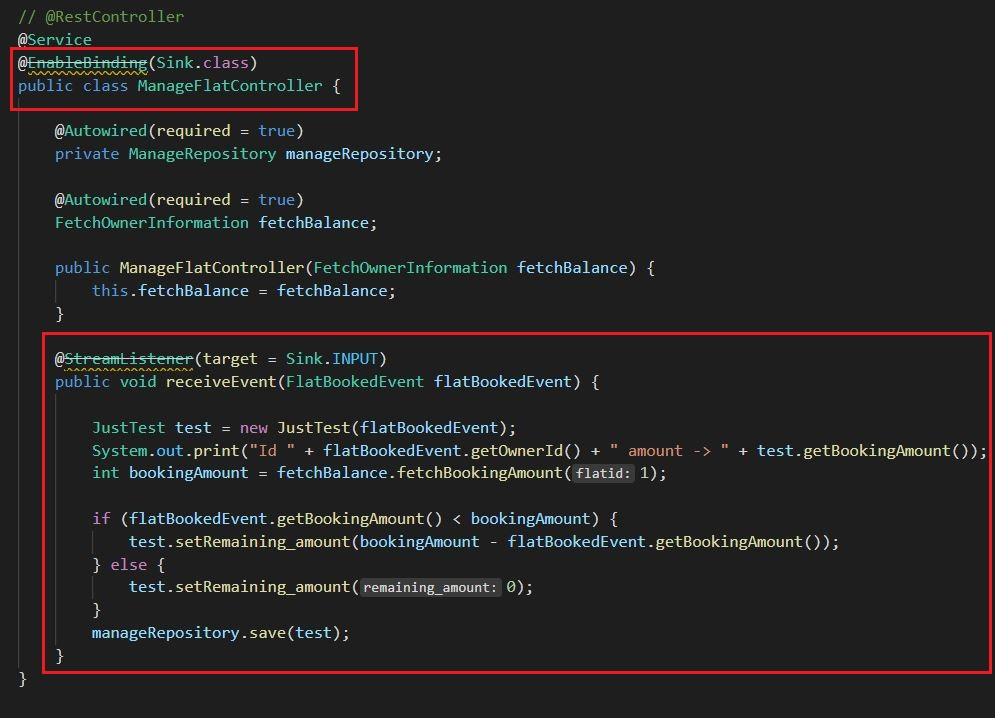 // @RestController
@Service
@EnableBinding(Sink.class)
public class ManageFlatController {
@Autowired(required = true)
private ManageRepository manageRepository;
@Autowired(required = true)
FetchOwnerInformation fetchBalance;
public ManageFlatController(FetchOwnerInformation fetchBalance) {
this.fetchBalance = fetchBalance;
}
@StreamListener(target = Sink.INPUT)
public void receiveEvent(FlatBookedEvent flatBookedEvent) {
JustTest test = new JustTest(flatBookedEvent);
System.out.print("Id " + flatBookedEvent.getOwnerId() + " amount -> " + test.getBookingAmount());
int bookingAmount = fetchBalance.fetchBookingAmount(flatid: 1);
if (flatBookedEvent.getBookingAmount() < bookingAmount) {
test.setRemaining_amount(bookingAmount - flatBookedEvent.getBookingAmount());
} else {
test.setRemaining_amount(remaining_amount: 0);
}
manageRepository.save(test);
}
}